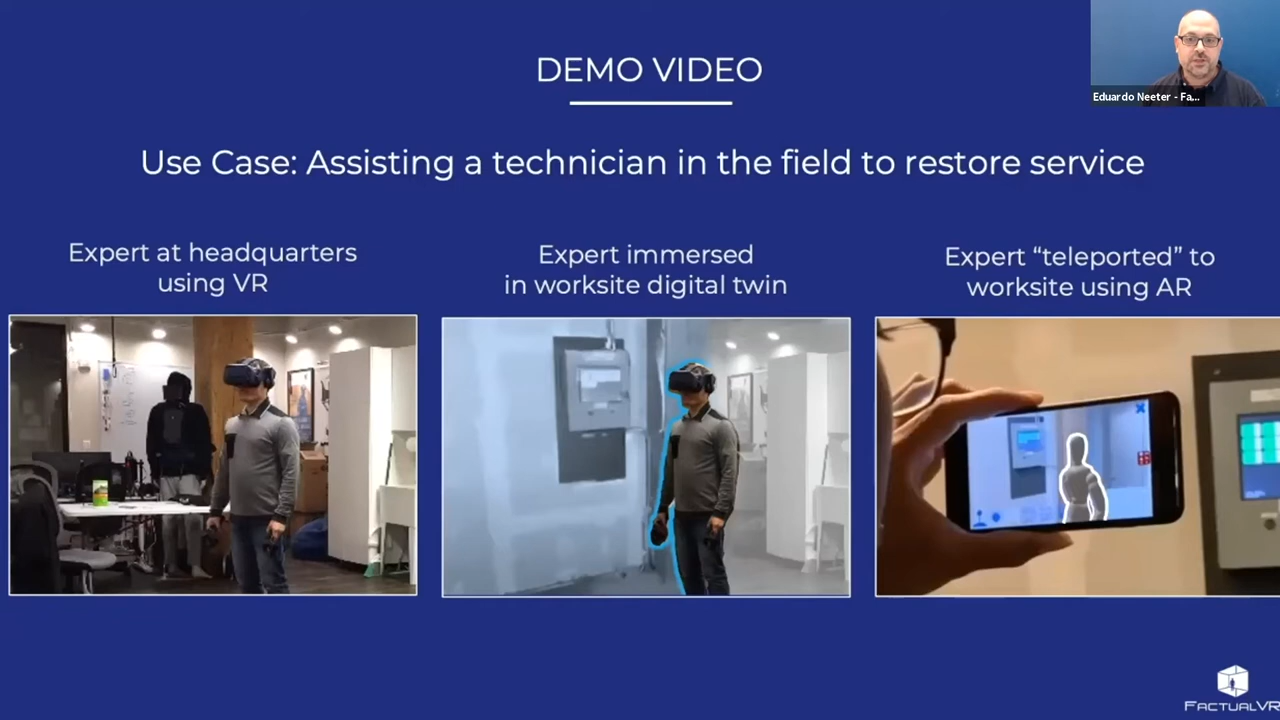 DEMO VIDEO
Eduardo Neeter - Fa...
Use Case: Assisting a technician in the field to restore service
Expert at headquarters
using VR
Expert immersed
in worksite digital twin
Expert “teleported” to
worksite using AR
FACTUALVR